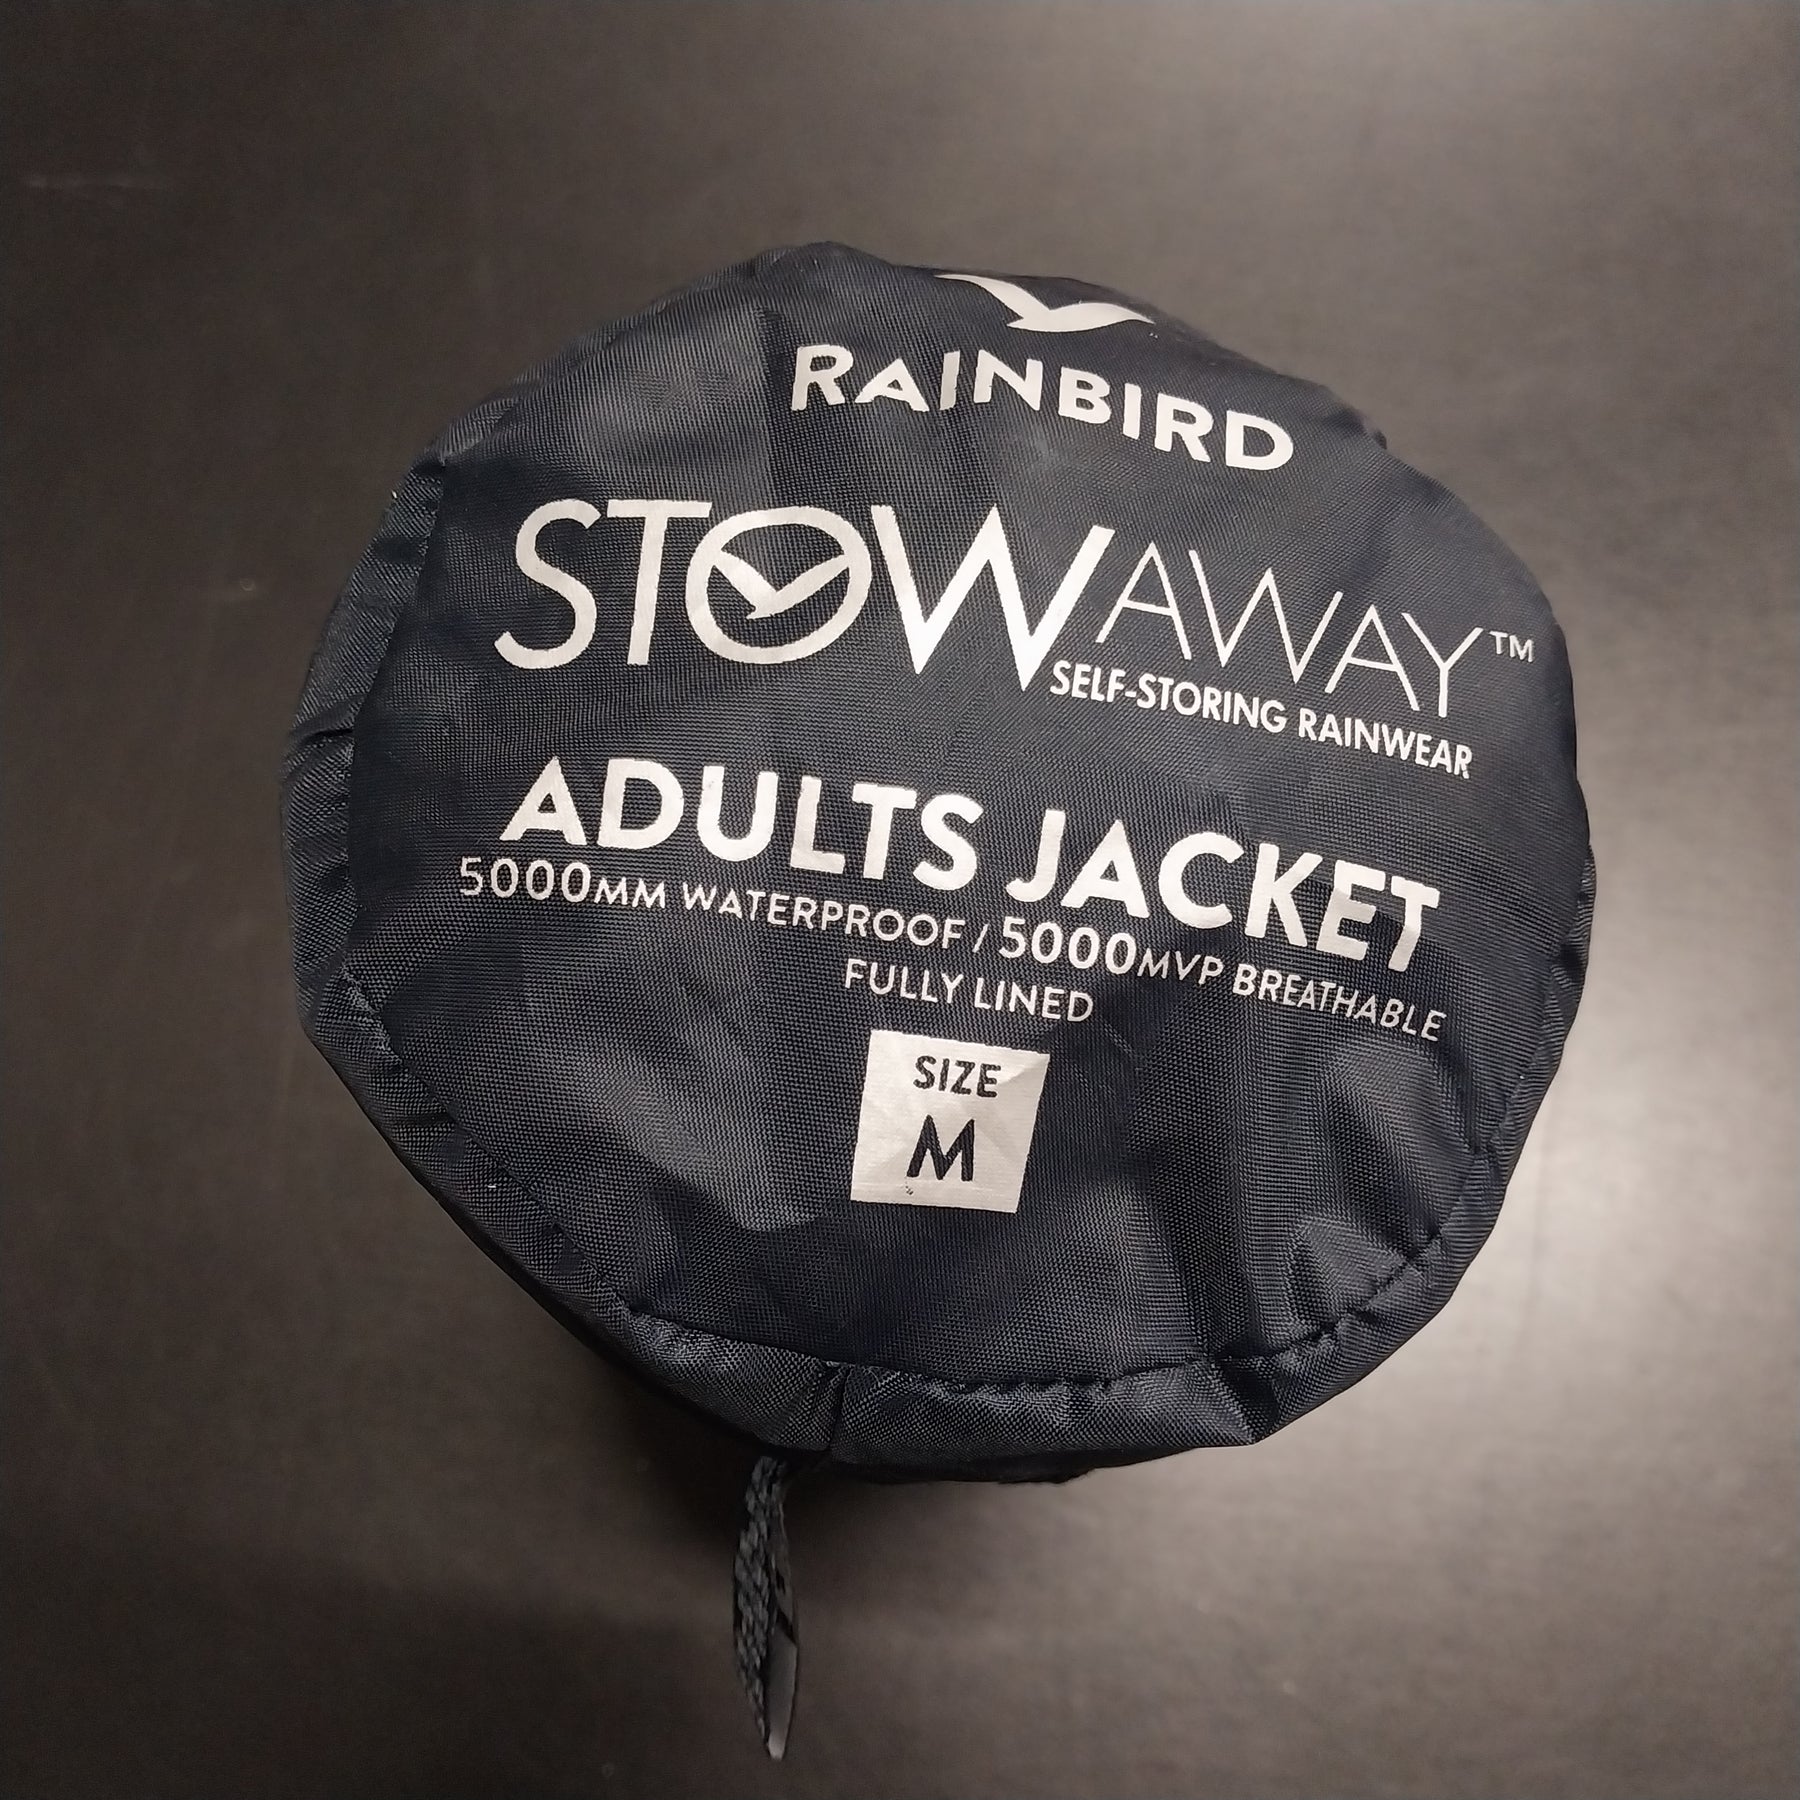 RAINBIRD
STOWAWAY™
SELF-STORING RAINWEAR
ADULTS JACKET
5000MM WATERPROOF / 5000MVP BREATHABLE
FULLY LINED
SIZE
M